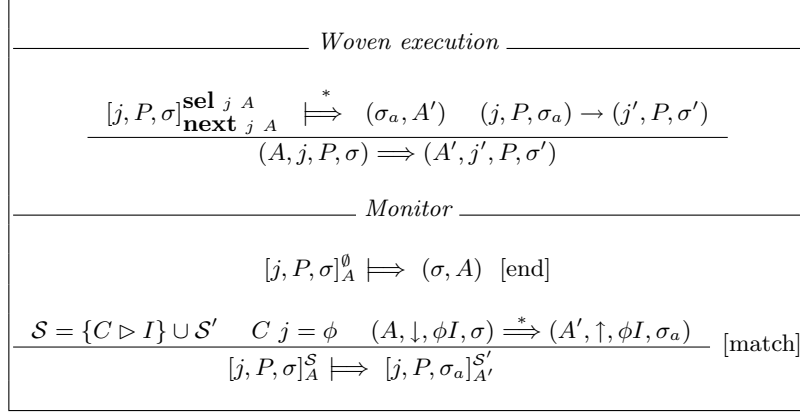 Woven execution
[j, P, σ]^{sel j A}_{next j A} ⊨⇒^* (σ_a, A′) (j, P, σ_a) → (j′, P, σ′)
(A, j, P, σ) ⟹ (A′, j′, P, σ′)
Monitor
[j, P, σ]^∅_A ⊨⇒ (σ, A) [end]
𝒮 = {C ▷ I} ∪ 𝒮′ C j = ϕ (A, ↓, ϕI, σ) ⟹^* (A′, ↑, ϕI, σ_a) [match]
[j, P, σ]^𝒮_A ⊨⇒ [j, P, σ_a]^{𝒮′}_{A′}